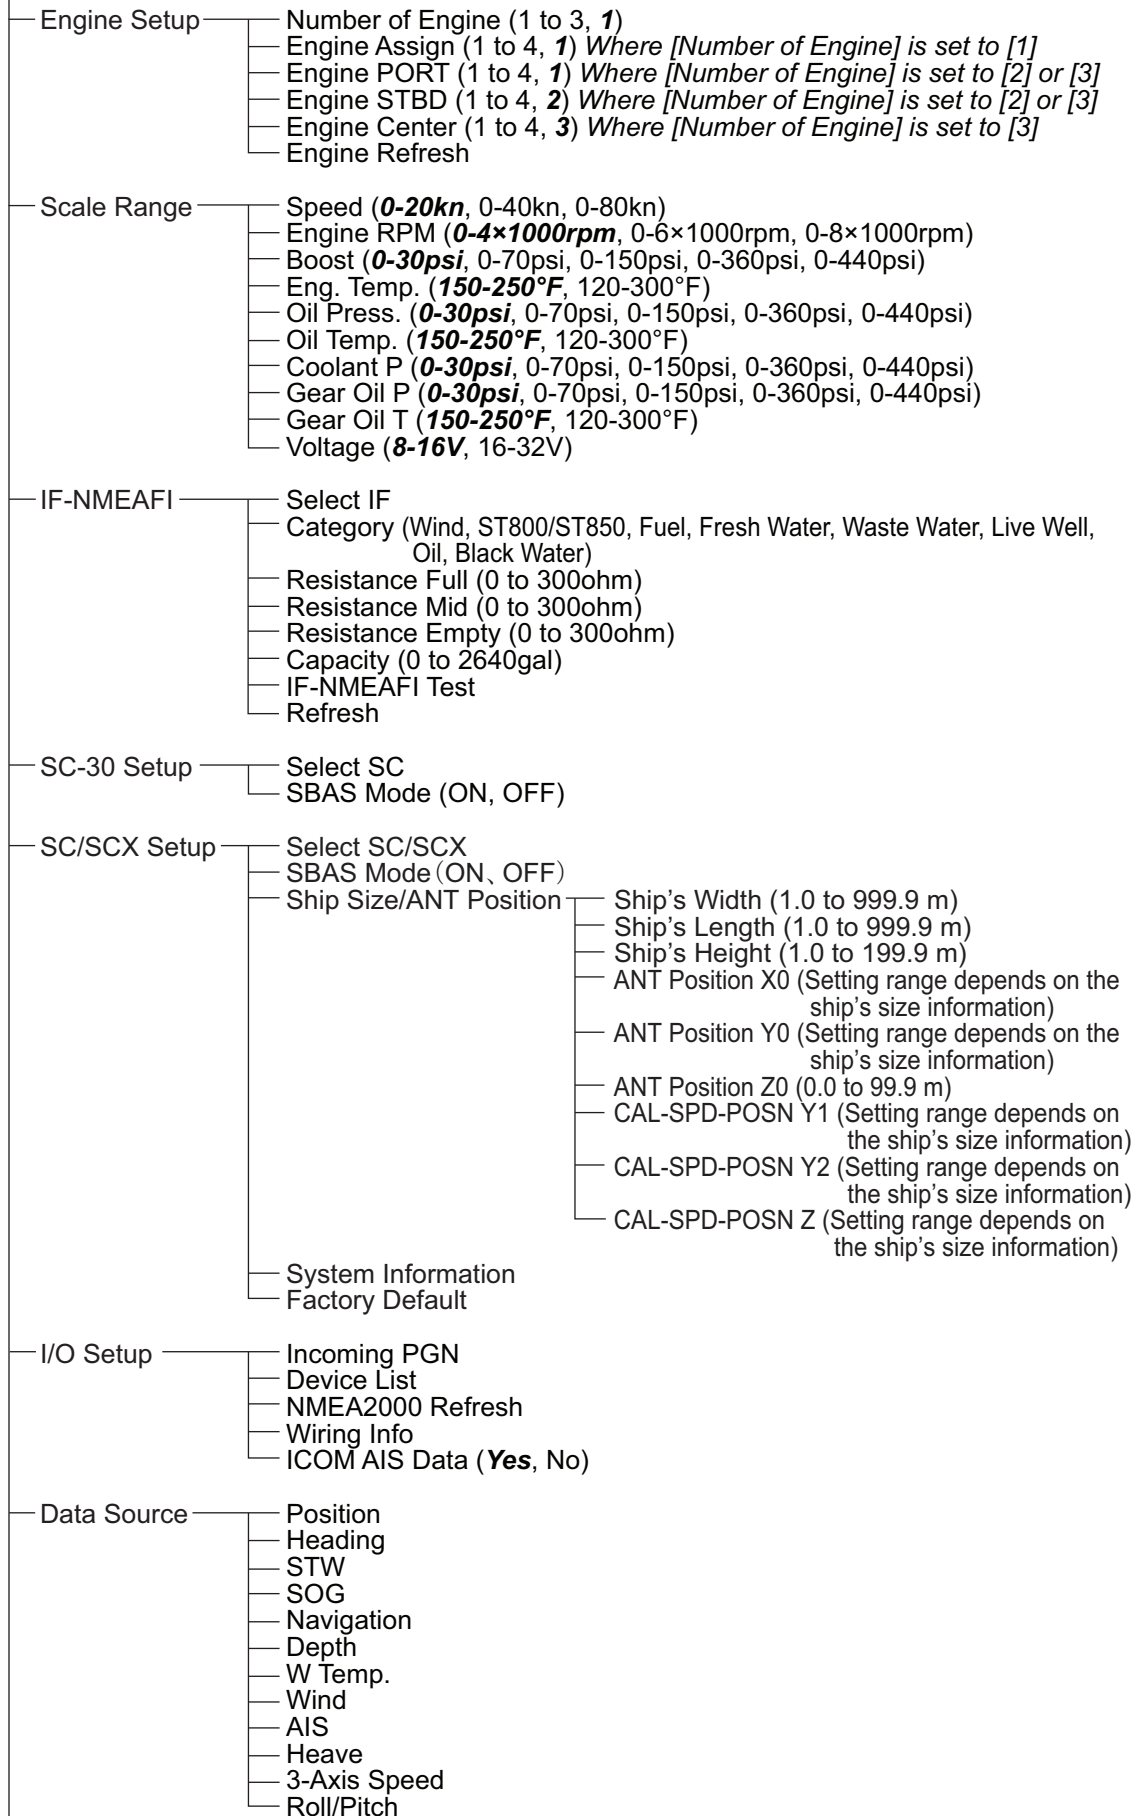 Engine Setup
Number of Engine (1 to 3, 1)
Engine Assign (1 to 4, 1) Where [Number of Engine] is set to [1]
Engine PORT (1 to 4, 1) Where [Number of Engine] is set to [2] or [3]
Engine STBD (1 to 4, 2) Where [Number of Engine] is set to [2] or [3]
Engine Center (1 to 4, 3) Where [Number of Engine] is set to [3]
Engine Refresh
Scale Range
Speed (0-20kn, 0-40kn, 0-80kn)
Engine RPM (0-4×1000rpm, 0-6×1000rpm, 0-8×1000rpm)
Boost (0-30psi, 0-70psi, 0-150psi, 0-360psi, 0-440psi)
Eng. Temp. (150-250°F, 120-300°F)
Oil Press. (0-30psi, 0-70psi, 0-150psi, 0-360psi, 0-440psi)
Oil Temp. (150-250°F, 120-300°F)
Coolant P (0-30psi, 0-70psi, 0-150psi, 0-360psi, 0-440psi)
Gear Oil P (0-30psi, 0-70psi, 0-150psi, 0-360psi, 0-440psi)
Gear Oil T (150-250°F, 120-300°F)
Voltage (8-16V, 16-32V)
IF-NMEAFI
Select IF
Category (Wind, ST800/ST850, Fuel, Fresh Water, Waste Water, Live Well,
Oil, Black Water)
Resistance Full (0 to 300ohm)
Resistance Mid (0 to 300ohm)
Resistance Empty (0 to 300ohm)
Capacity (0 to 2640gal)
IF-NMEAFI Test
Refresh
SC-30 Setup
Select SC
SBAS Mode (ON, OFF)
SC/SCX Setup
Select SC/SCX
SBAS Mode（ON、OFF）
Ship Size/ANT Position
Ship's Width (1.0 to 999.9 m)
Ship's Length (1.0 to 999.9 m)
Ship's Height (1.0 to 199.9 m)
ANT Position X0 (Setting range depends on the
ship's size information)
ANT Position Y0 (Setting range depends on the
ship's size information)
ANT Position Z0 (0.0 to 99.9 m)
CAL-SPD-POSN Y1 (Setting range depends on
the ship's size information)
CAL-SPD-POSN Y2 (Setting range depends on
the ship's size information)
CAL-SPD-POSN Z (Setting range depends on
the ship's size information)
System Information
Factory Default
I/O Setup
Incoming PGN
Device List
NMEA2000 Refresh
Wiring Info
ICOM AIS Data (Yes, No)
Data Source
Position
Heading
STW
SOG
Navigation
Depth
W Temp.
Wind
AIS
Heave
3-Axis Speed
Roll/Pitch